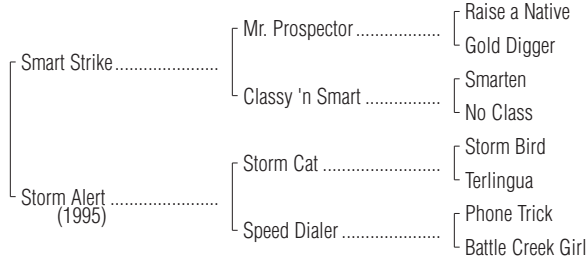 Raise a Native
Mr. Prospector ..................
Gold Digger
Smart Strike......................
Smarten
Classy 'n Smart ................
No Class
Storm Bird
Storm Cat .........................
Terlingua
Storm Alert .......................
(1995)
Phone Trick
Speed Dialer .....................
Battle Creek Girl